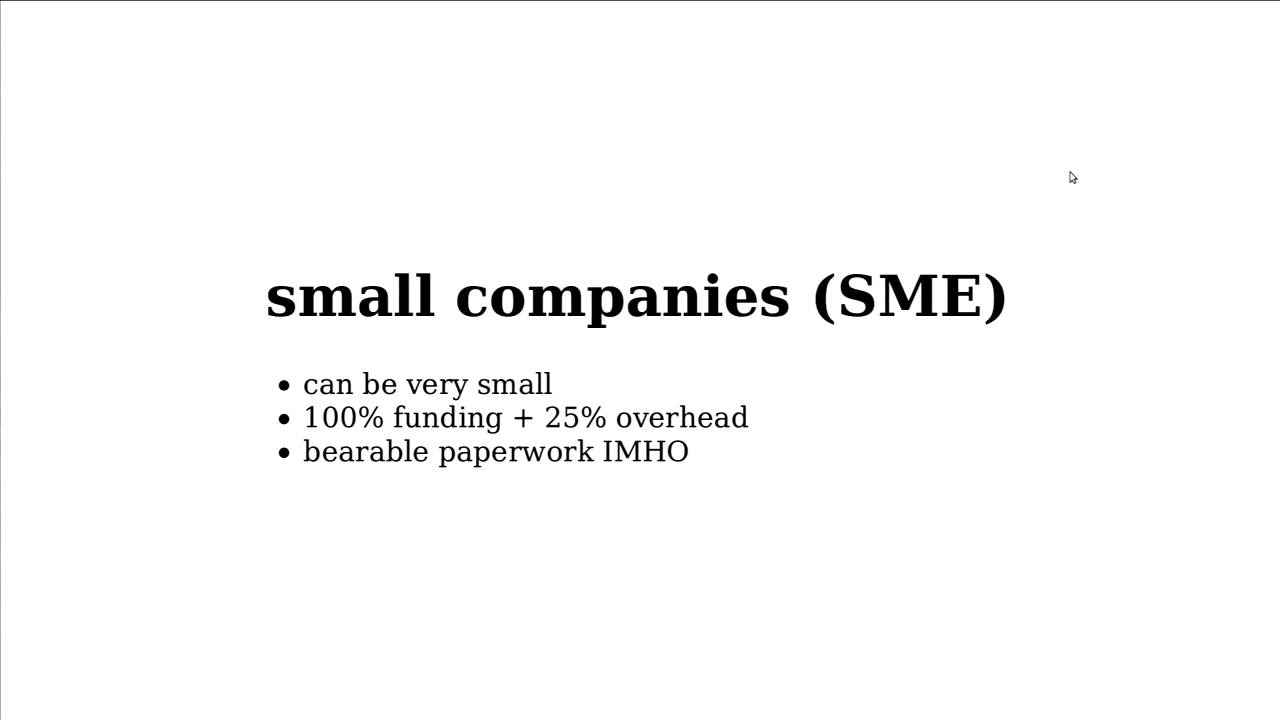 small companies (SME)
• can be very small
• 100% funding + 25% overhead
• bearable paperwork IMHO